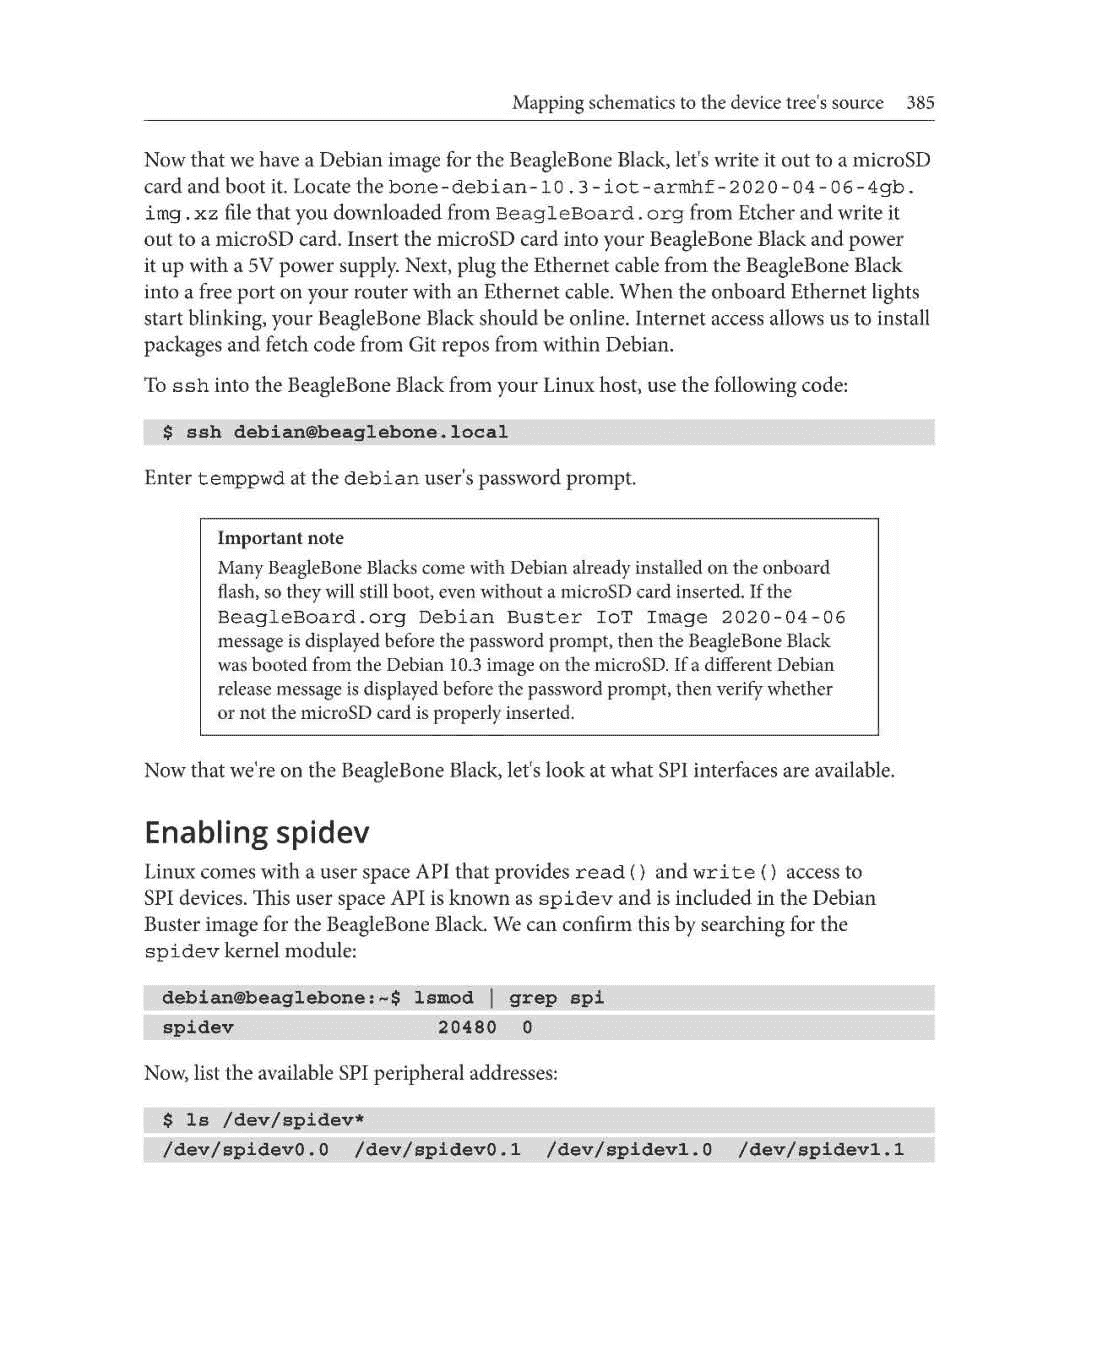 Mapping schematics to the device tree's source 385
Now that we have a Debian image for the BeagleBone Black, let's write it out to a microSD
card and boot it. Locate the bone-debian-10.3-iot-armhf-2020-04-06-4gb.
img.xz file that you downloaded from BeagleBoard.org from Etcher and write it
out to a microSD card. Insert the microSD card into your BeagleBone Black and power
it up with a 5V power supply. Next, plug the Ethernet cable from the BeagleBone Black
into a free port on your router with an Ethernet cable. When the onboard Ethernet lights
start blinking, your BeagleBone Black should be online. Internet access allows us to install
packages and fetch code from Git repos from within Debian.
To ssh into the BeagleBone Black from your Linux host, use the following code:
$ ssh debian@beaglebone.local
Enter temppwd at the debian user's password prompt.
Important note
Many BeagleBone Blacks come with Debian already installed on the onboard
flash, so they will still boot, even without a microSD card inserted. If the
BeagleBoard.org Debian Buster IoT Image 2020-04-06
message is displayed before the password prompt, then the BeagleBone Black
was booted from the Debian 10.3 image on the microSD. If a different Debian
release message is displayed before the password prompt, then verify whether
or not the microSD card is properly inserted.
Now that we're on the BeagleBone Black, let's look at what SPI interfaces are available.
Enabling spidev
Linux comes with a user space API that provides read() and write() access to
SPI devices. This user space API is known as spidev and is included in the Debian
Buster image for the BeagleBone Black. We can confirm this by searching for the
spidev kernel module:
debian@beaglebone:~$ lsmod | grep spi
spidev 20480 0
Now, list the available SPI peripheral addresses:
$ ls /dev/spidev*
/dev/spidev0.0 /dev/spidev0.1 /dev/spidev1.0 /dev/spidev1.1